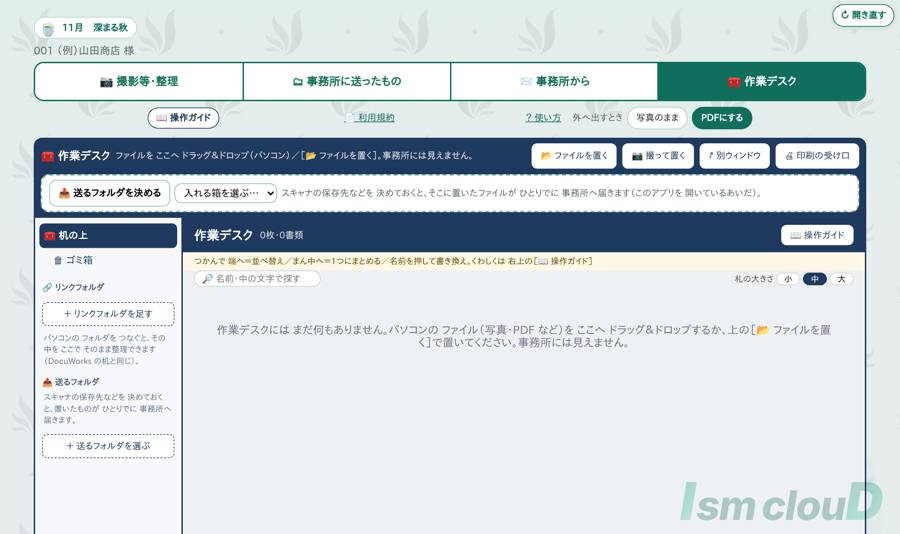 11月 深まる秋
開き直す
001 (例)山田商店 様
撮影等・整理
事務所に送ったもの
事務所から
作業デスク
操作ガイド
利用規約
? 使い方
外へ出すとき
写真のまま
PDFにする
作業デスク
ファイルを ここへ ドラッグ&ドロップ(パソコン)/[📂 ファイルを置く]。事務所には見えません。
ファイルを置く
撮って置く
別ウィンドウ
印刷の受け口
送るフォルダを決める
入れる箱を選ぶ…
スキャナの保存先などを 決めておくと、そこに置いたファイルが ひとりでに 事務所へ届きます(このアプリを 開いているあいだ)。
机の上
ゴミ箱
リンクフォルダ
+ リンクフォルダを足す
パソコンの フォルダを つなぐと、その
中を ここで そのまま整理できます
(DocuWorks の机と同じ)。
送るフォルダ
スキャナの保存先などを 決めておく
と、置いたものが ひとりでに 事務所へ
届きます。
+ 送るフォルダを選ぶ
作業デスク 0枚・0書類
操作ガイド
つかんで 端へ=並べ替え/まん中へ=1つにまとめる/名前を押して書き換え。くわしくは 右上の[📖 操作ガイド]
名前・中の文字で探す
札の大きさ
小
中
大
作業デスクには まだ何もありません。パソコンの ファイル(写真・PDF など)を ここへ ドラッグ&ドロップするか、上の[📂 ファイルを置
く]で置いてください。事務所には見えません。
Ism clouD